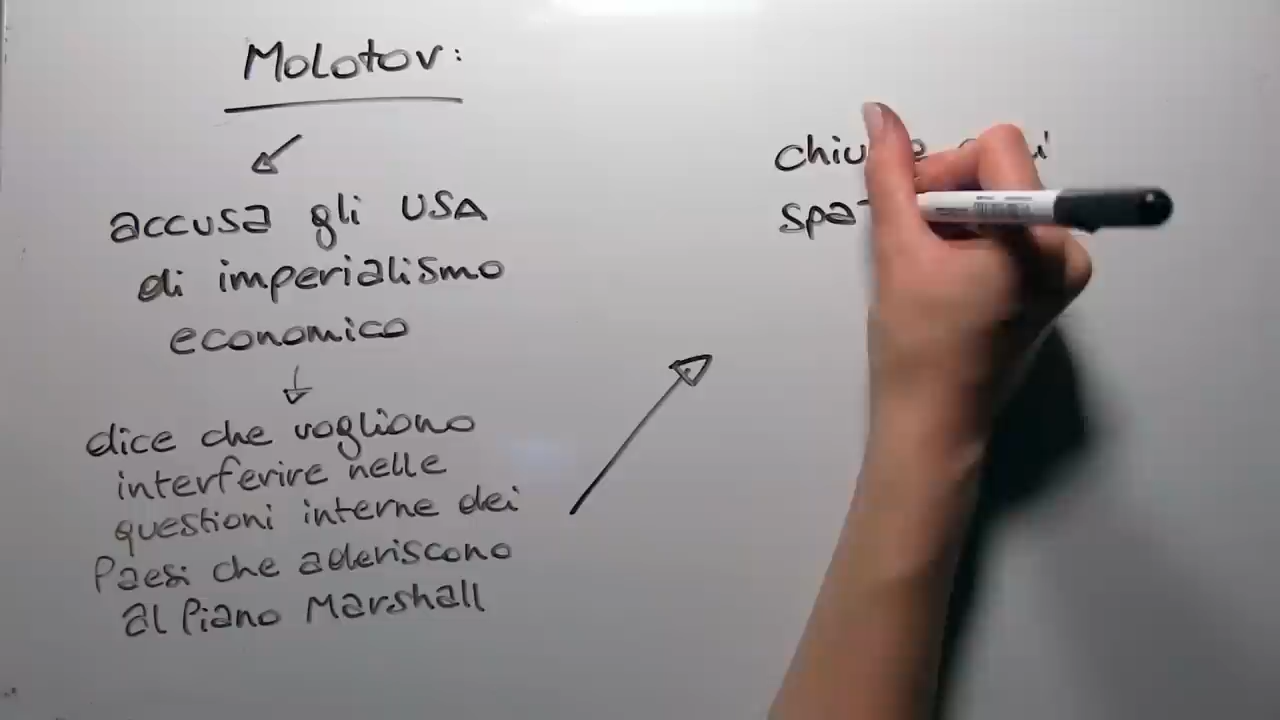 Molotov:
accusa gli USA
di imperialismo
economico
dice che vogliono
interferire nelle
questioni interne dei
Paesi che aderiscono
al Piano Marshall